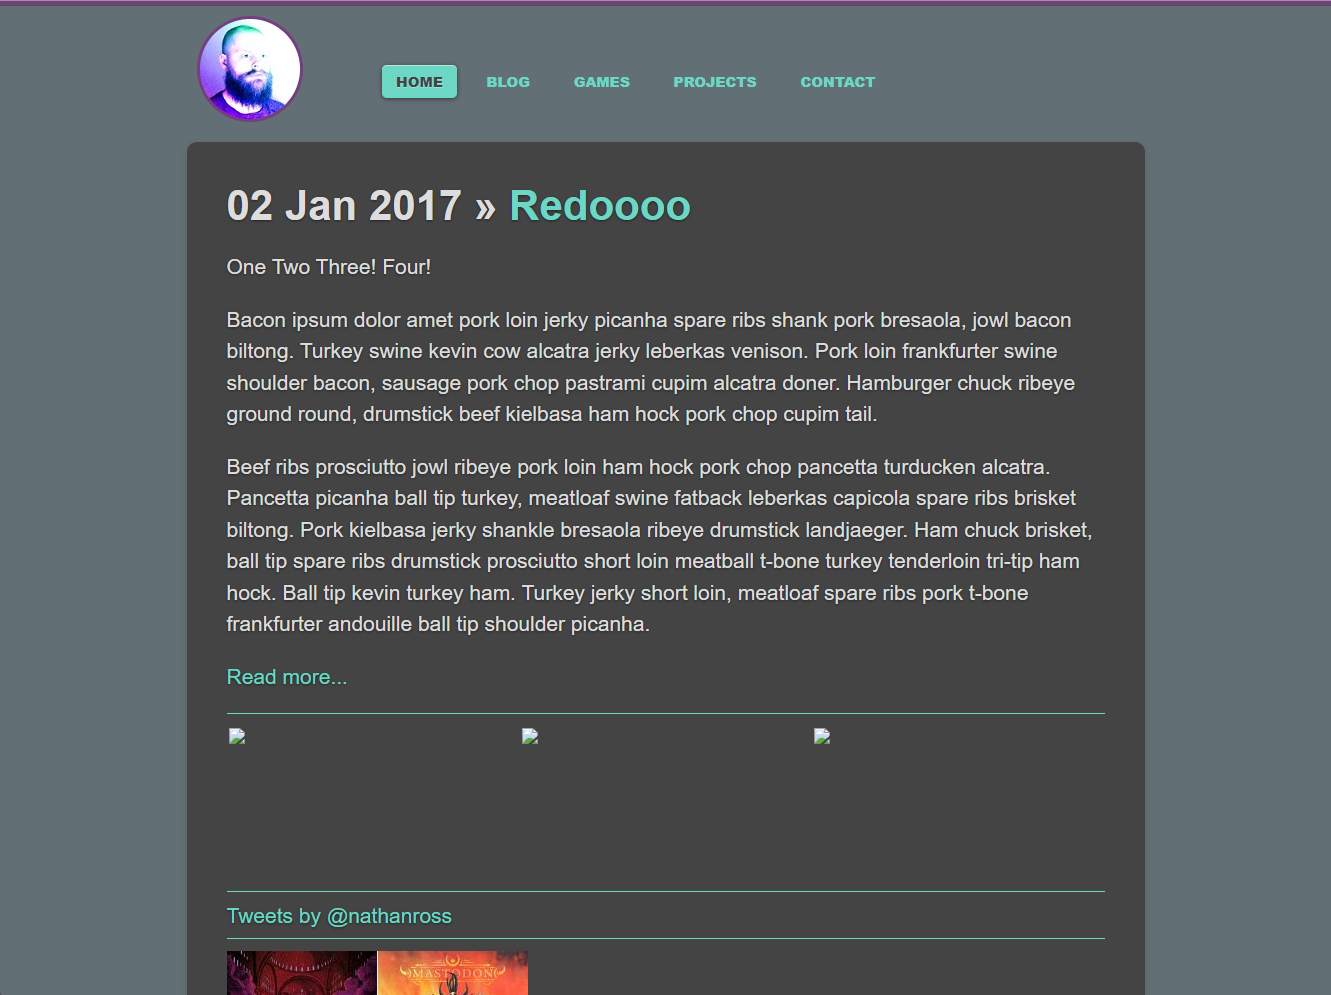 HOME BLOG GAMES PROJECTS CONTACT
02 Jan 2017 » Redoooo
One Two Three! Four!
Bacon ipsum dolor amet pork loin jerky picanha spare ribs shank pork bresaola, jowl bacon
biltong. Turkey swine kevin cow alcatra jerky leberkas venison. Pork loin frankfurter swine
shoulder bacon, sausage pork chop pastrami cupim alcatra doner. Hamburger chuck ribeye
ground round, drumstick beef kielbasa ham hock pork chop cupim tail.
Beef ribs prosciutto jowl ribeye pork loin ham hock pork chop pancetta turducken alcatra.
Pancetta picanha ball tip turkey, meatloaf swine fatback leberkas capicola spare ribs brisket
biltong. Pork kielbasa jerky shankle bresaola ribeye drumstick landjaeger. Ham chuck brisket,
ball tip spare ribs drumstick prosciutto short loin meatball t-bone turkey tenderloin tri-tip ham
hock. Ball tip kevin turkey ham. Turkey jerky short loin, meatloaf spare ribs pork t-bone
frankfurter andouille ball tip shoulder picanha.
Read more...
Tweets by @nathanross
MASTODON